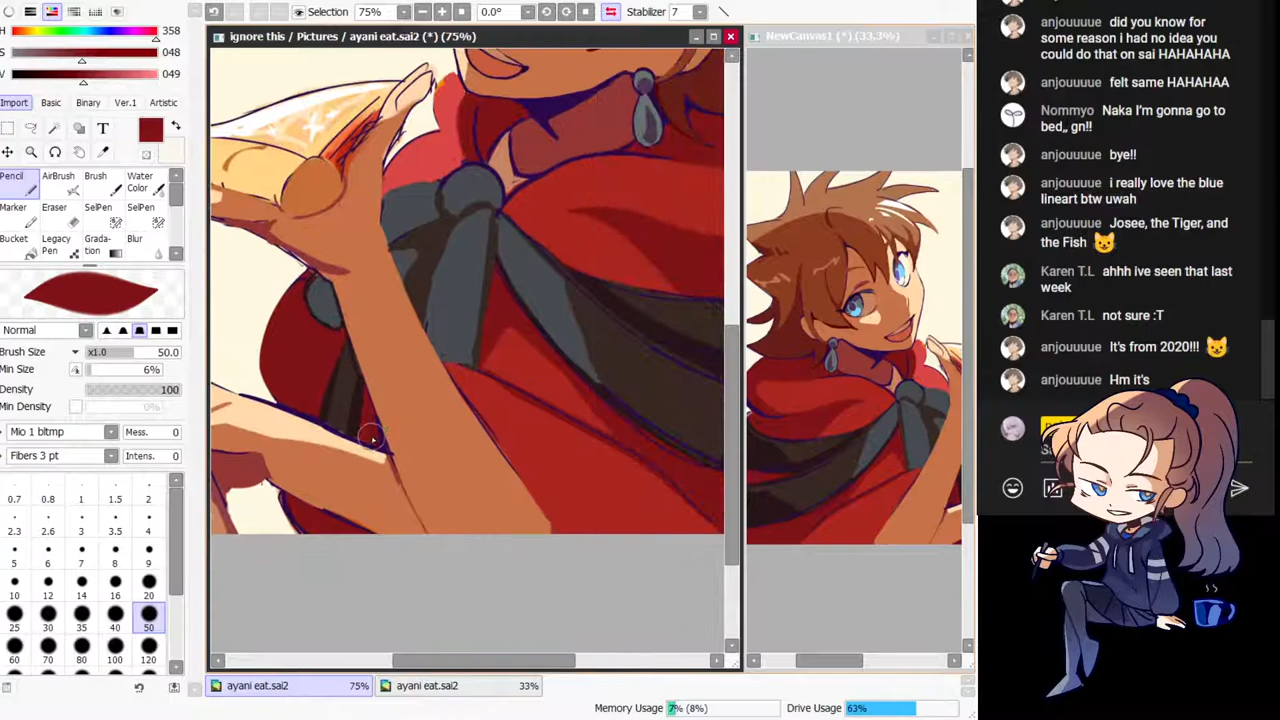 H
358
S
048
V
049
Import
Basic
Binary
Ver.1
Artistic
T
Pencil
AirBrush
Brush
Water
Color
Marker
Eraser
SelPen
SelPen
Bucket
Legacy
Pen
Grada-
tion
Blur
Normal
Brush Size
x1.0
50.0
Min Size
6%
Density
100
Min Density
0%
Mio 1 bltmp
Mess.
0
Fibers 3 pt
Intens.
0
0.7 0.8 1 1.5 2
2.3 2.6 3 3.5 4
5 6 7 8 9
10 12 14 16 20
25 30 35 40 50
60 70 80 100 120
Selection
75%
0.0°
Stabilizer
7
ignore this / Pictures / ayani eat.sai2 (*) (75%)
NewCanvas1 (*) (33.3%)
ayani eat.sai2
75%
ayani eat.sai2
33%
Memory Usage
7% (8%)
Drive Usage
63%
anjouuuue did you know for
some reason i had no idea you
could do that on sai HAHAHAHA
anjouuuue felt same HAHAHAA
Nommyo Naka I'm gonna go to
bed,, gn!!
anjouuuue bye!!
anjouuuue i really love the blue
lineart btw uwah
anjouuuue Josee, the Tiger, and
the Fish
Karen T.L ahhh ive seen that last
week
Karen T.L not sure :T
anjouuuue It's from 2020!!!
anjouuuue Hm it's